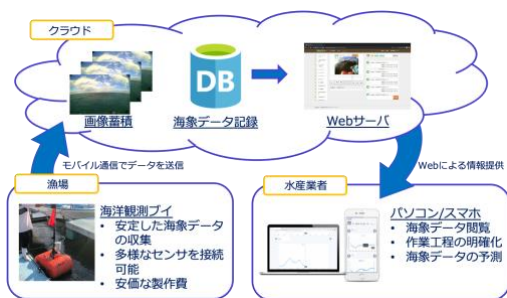 クラウド
DB
画像蓄積
海象データ記録
Webサーバ
モバイル通信でデータを送信
Webによる情報提供
漁場
水産業者
海洋観測ブイ
• 安定した海象データ
の収集
• 多様なセンサを接続
可能
• 安価な製作費
パソコン/スマホ
• 海象データ閲覧
• 作業工程の明確化
• 海象データの予測